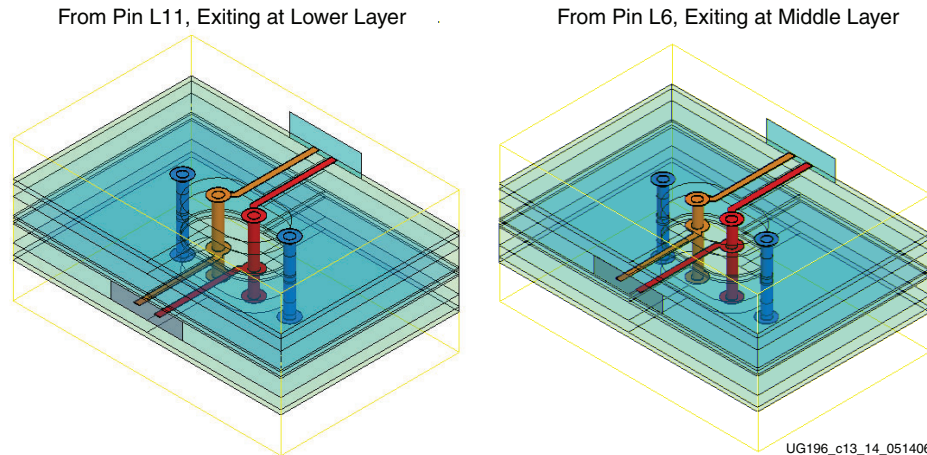 From Pin L11, Exiting at Lower Layer
From Pin L6, Exiting at Middle Layer
UG196_c13_14_051406